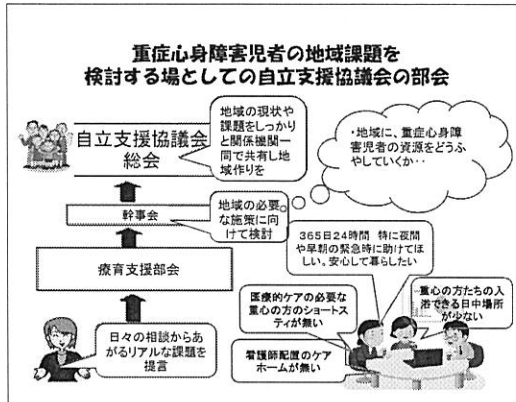 重症心身障害児者の地域課題を
検討する場としての自立支援協議会の部会
自立支援協議会
総会
地域の現状や
課題をしっかり
と関係機関一
同で共有し地
域作りを
・地域に、重症心身障
害児者の資源をどうふ
やしていくか・・
幹事会
地域の必要
な施策に向
けて検討
療育支援部会
日々の相談からあ
がるリアルな課題を
提言
365日24時間 特に夜間
や早朝の緊急時に助けてほ
しい。安心して暮らしたい
医療的ケアの必要な
重心の方のショートス
ティが無い
看護師配置のケア
ホームが無い
重心の方たちの入
浴できる日中場所
が少ない